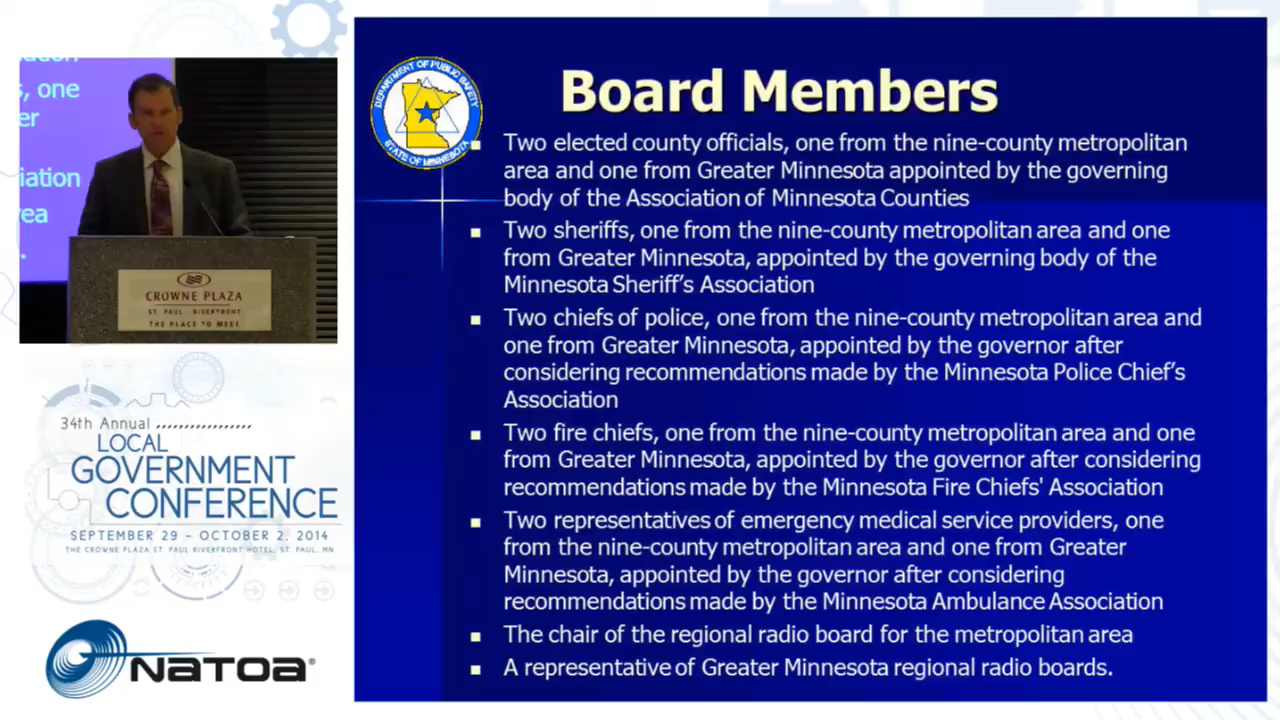 Board Members
DEPARTMENT OF PUBLIC SAFETY
STATE OF MINNESOTA
Two elected county officials, one from the nine-county metropolitan
area and one from Greater Minnesota appointed by the governing
body of the Association of Minnesota Counties
Two sheriffs, one from the nine-county metropolitan area and one
from Greater Minnesota, appointed by the governing body of the
Minnesota Sheriff's Association
Two chiefs of police, one from the nine-county metropolitan area and
one from Greater Minnesota, appointed by the governor after
considering recommendations made by the Minnesota Police Chief's
Association
Two fire chiefs, one from the nine-county metropolitan area and one
from Greater Minnesota, appointed by the governor after considering
recommendations made by the Minnesota Fire Chiefs' Association
Two representatives of emergency medical service providers, one
from the nine-county metropolitan area and one from Greater
Minnesota, appointed by the governor after considering
recommendations made by the Minnesota Ambulance Association
The chair of the regional radio board for the metropolitan area
A representative of Greater Minnesota regional radio boards.
, one
er
iation
CROWNE PLAZA
ST. PAUL RIVERFRONT
THE PLACE TO MEET
34th Annual
LOCAL
GOVERNMENT
CONFERENCE
SEPTEMBER 29 – OCTOBER 2, 2014
THE CROWNE PLAZA ST. PAUL RIVERFRONT HOTEL, ST. PAUL, MN
NATOA®